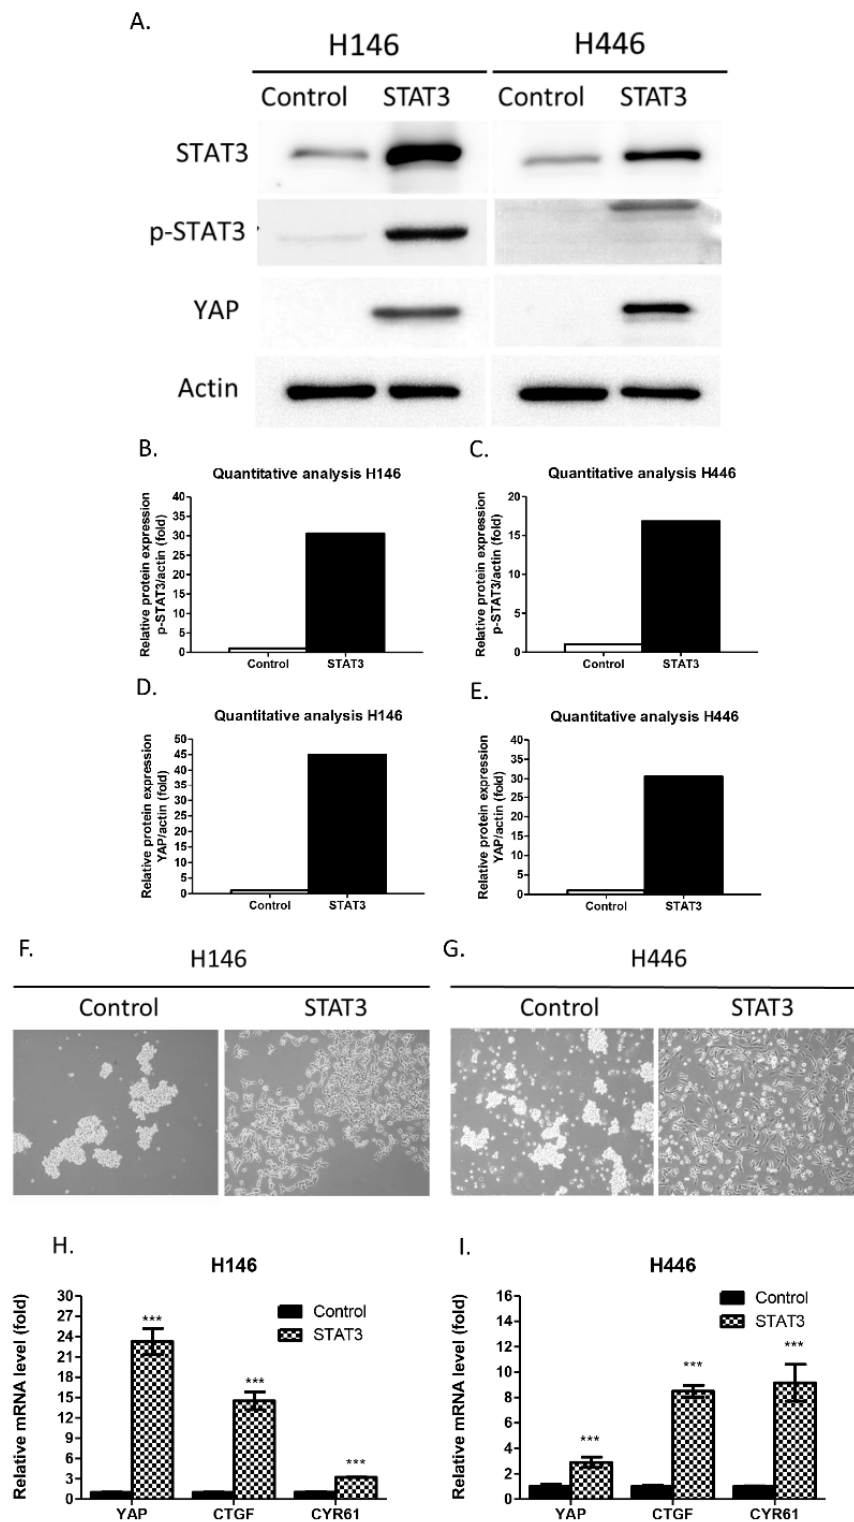 A.
H146 H446
Control STAT3 Control STAT3
STAT3
p-STAT3
YAP
Actin
B.
Quantitative analysis H146
Relative protein expression
p-STAT3/actin (fold)
40
35
30
25
20
15
10
5
0
Control STAT3
C.
Quantitative analysis H446
Relative protein expression
p-STAT3/actin (fold)
20
15
10
5
0
Control STAT3
D.
Quantitative analysis H146
Relative protein expression
YAP/actin (fold)
50
45
40
35
30
25
20
15
10
5
0
Control STAT3
E.
Quantitative analysis H446
Relative protein expression
YAP/actin (fold)
40
35
30
25
20
15
10
5
0
Control STAT3
F.
H146
Control STAT3
G.
H446
Control STAT3
H.
H146
Relative mRNA level (fold)
30
27
24
21
18
15
12
9
6
3
0
Control
STAT3
***
***
***
YAP CTGF CYR61
I.
H446
Relative mRNA level (fold)
16
14
12
10
8
6
4
2
0
Control
STAT3
***
***
***
YAP CTGF CYR61